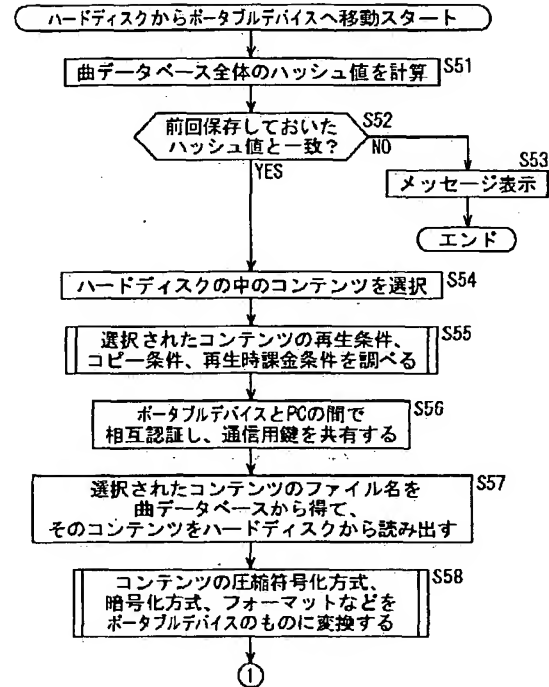 ハードディスクからポータブルデバイスへ移動スタート
曲データベース全体のハッシュ値を計算
S51
前回保存しておいた
ハッシュ値と一致?
S52
NO
YES
S53
メッセージ表示
エンド
ハードディスクの中のコンテンツを選択
S54
選択されたコンテンツの再生条件、
コピー条件、再生時課金条件を調べる
S55
ポータブルデバイスとPCの間で
相互認証し、通信用鍵を共有する
S56
選択されたコンテンツのファイル名を
曲データベースから得て、
そのコンテンツをハードディスクから読み出す
S57
コンテンツの圧縮符号化方式、
暗号化方式、フォーマットなどを
ポータブルデバイスのものに変換する
S58
1